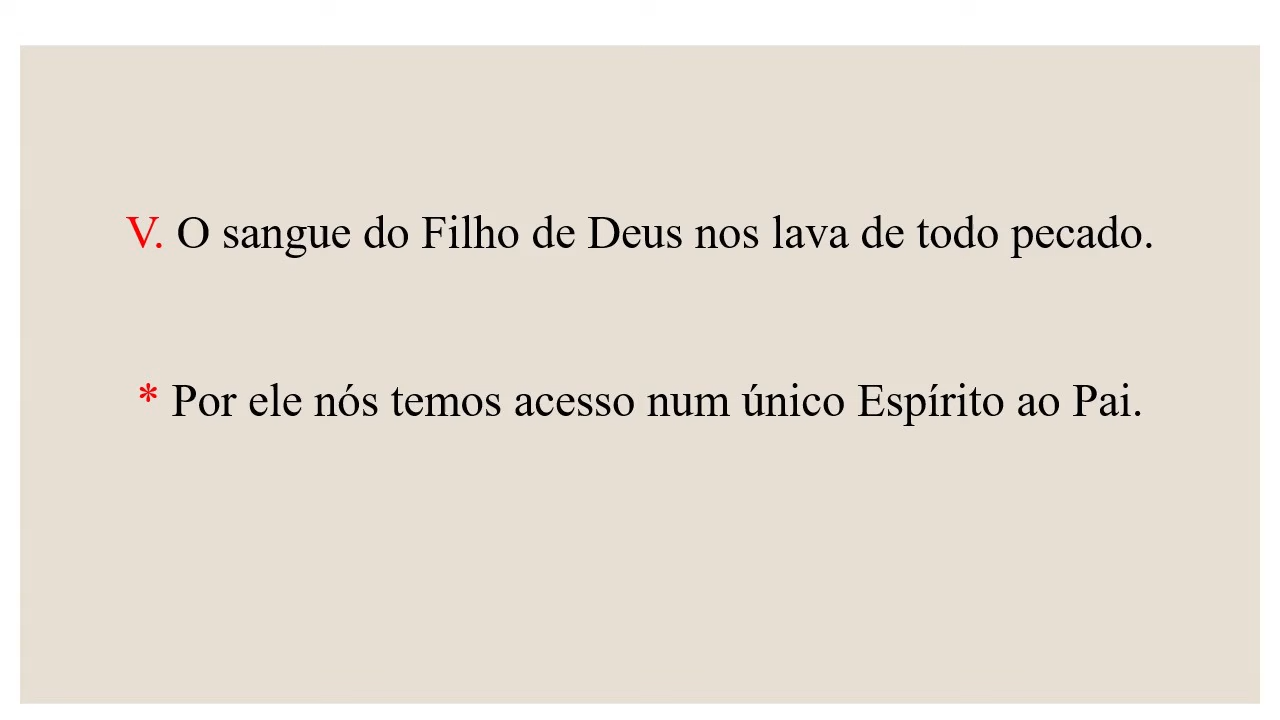 V. O sangue do Filho de Deus nos lava de todo pecado.
* Por ele nós temos acesso num único Espírito ao Pai.